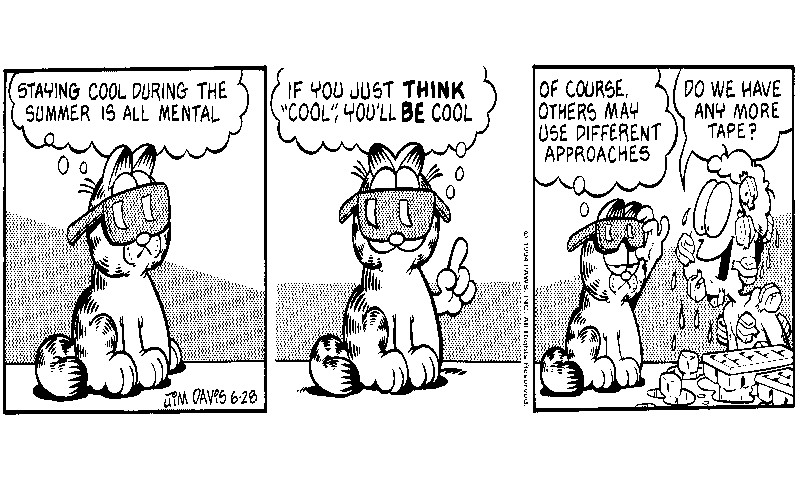 STAYING COOL DURING THE
SUMMER IS ALL MENTAL
JIM DAVIS 6-28
IF YOU JUST THINK
"COOL", YOU'LL BE COOL
OF COURSE,
OTHERS MAY
USE DIFFERENT
APPROACHES
DO WE HAVE
ANY MORE
TAPE?